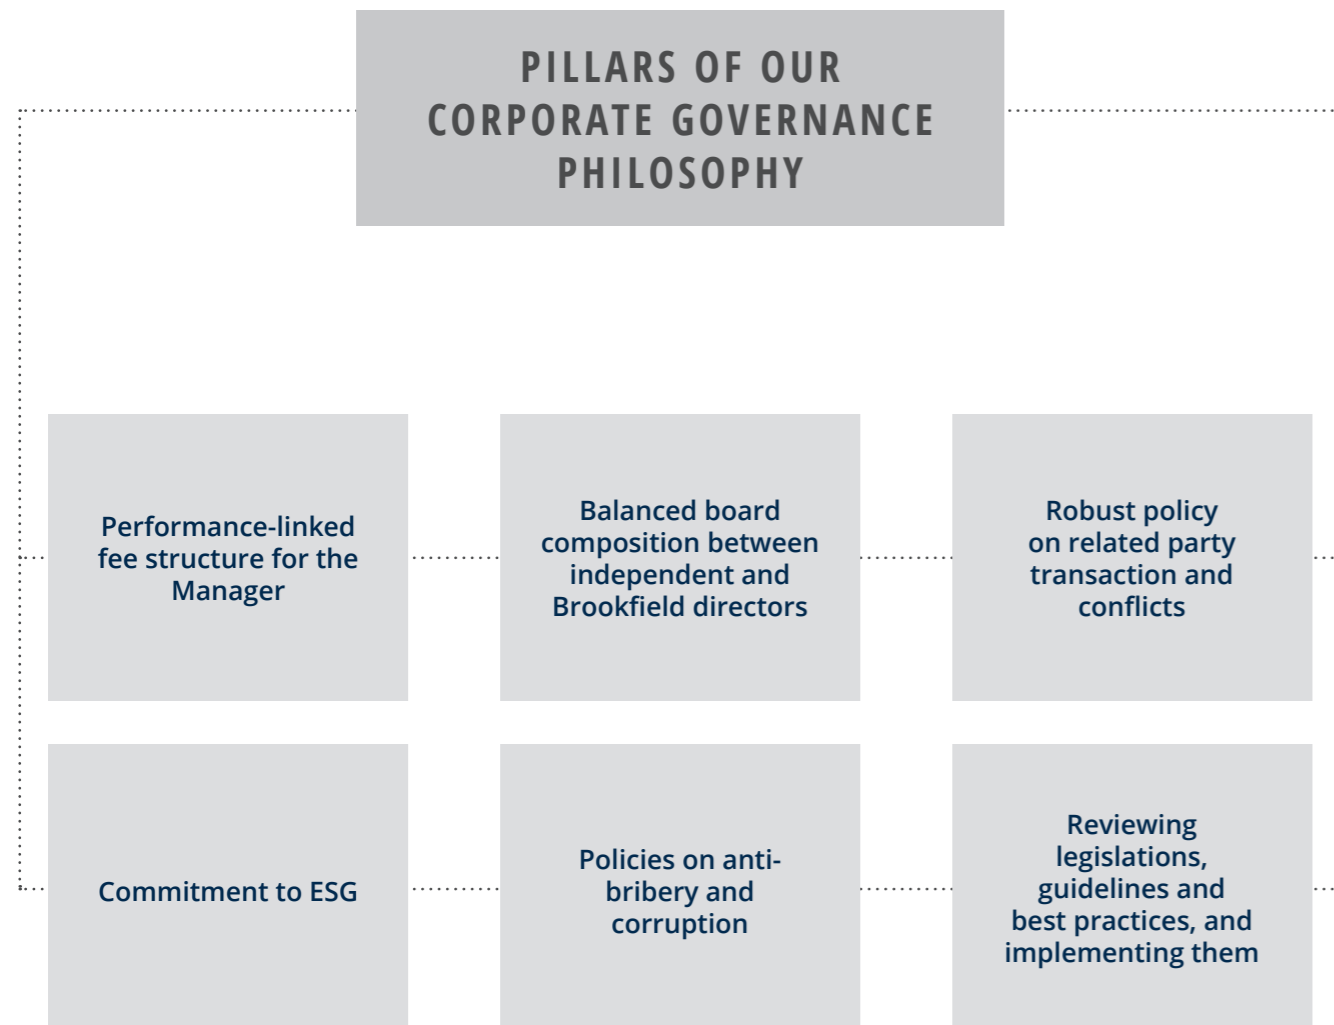 PILLARS OF OUR
CORPORATE GOVERNANCE
PHILOSOPHY
Performance-linked
fee structure for the
Manager
Balanced board
composition between
independent and
Brookfield directors
Robust policy
on related party
transaction and
conflicts
Commitment to ESG
Policies on anti-
bribery and
corruption
Reviewing
legislations,
guidelines and
best practices, and
implementing them